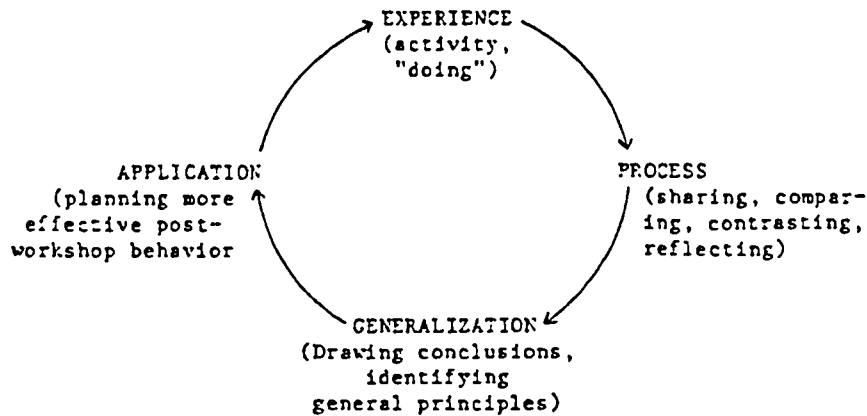 EXPERIENCE
(activity,
"doing")
PROCESS
(sharing, compar-
ing, contrasting,
reflecting)
GENERALIZATION
(Drawing conclusions,
identifying
general principles)
APPLICATION
(planning more
effective post-
workshop behavior